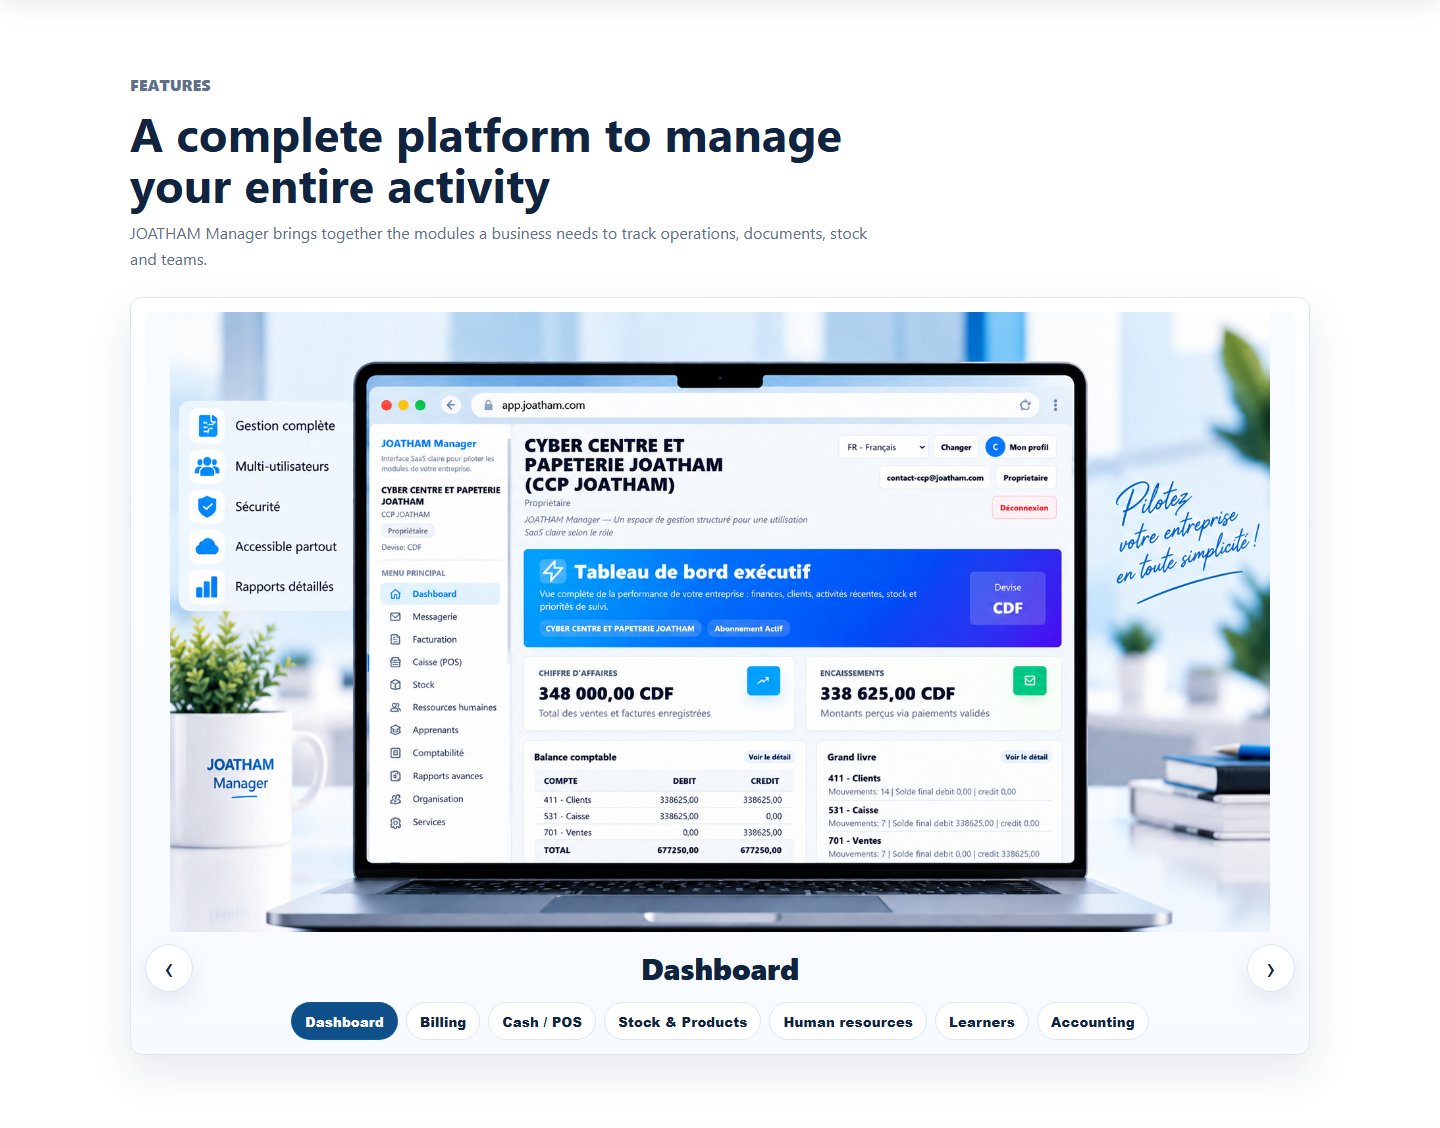 FEATURES
A complete platform to manage
your entire activity
JOATHAM Manager brings together the modules a business needs to track operations, documents, stock
and teams.
Gestion complète
Multi-utilisateurs
Sécurité
Accessible partout
Rapports détaillés
JOATHAM
Manager
app.joatham.com
JOATHAM Manager
Interface SaaS claire pour piloter les
modules de votre entreprise.
CYBER CENTRE ET PAPETERIE
JOATHAM
CCP JOATHAM
Propriétaire
Devise: CDF
MENU PRINCIPAL
Dashboard
Messagerie
Facturation
Caisse (POS)
Stock
Ressources humaines
Apprenants
Comptabilité
Rapports avances
Organisation
Services
CYBER CENTRE ET
PAPETERIE JOATHAM
(CCP JOATHAM)
Propriétaire
JOATHAM Manager — Un espace de gestion structuré pour une utilisation
SaaS claire selon le rôle
FR - Français
Changer
C
Mon profil
contact-ccp@joatham.com
Proprietaire
Déconnexion
Tableau de bord exécutif
Vue complète de la performance de votre entreprise : finances, clients, activités récentes, stock et
priorités de suivi.
CYBER CENTRE ET PAPETERIE JOATHAM
Abonnement Actif
Devise
CDF
CHIFFRE D'AFFAIRES
348 000,00 CDF
Total des ventes et factures enregistrées
ENCAISSEMENTS
338 625,00 CDF
Montants perçus via paiements validés
Balance comptable
Voir le détail
COMPTE DEBIT CREDIT
411 - Clients 338625,00 338625,00
531 - Caisse 338625,00 0,00
701 - Ventes 0,00 338625,00
TOTAL 677250,00 677250,00
Grand livre
Voir le détail
411 - Clients
Mouvements: 14 | Solde final debit 0,00 | credit 0,00
531 - Caisse
Mouvements: 7 | Solde final debit 338625,00 | credit 0,00
701 - Ventes
Mouvements: 7 | Solde final debit 0,00 | credit 338625,00
Pilotez
votre entreprise
en toute simplicité !
‹
Dashboard
›
Dashboard
Billing
Cash / POS
Stock & Products
Human resources
Learners
Accounting